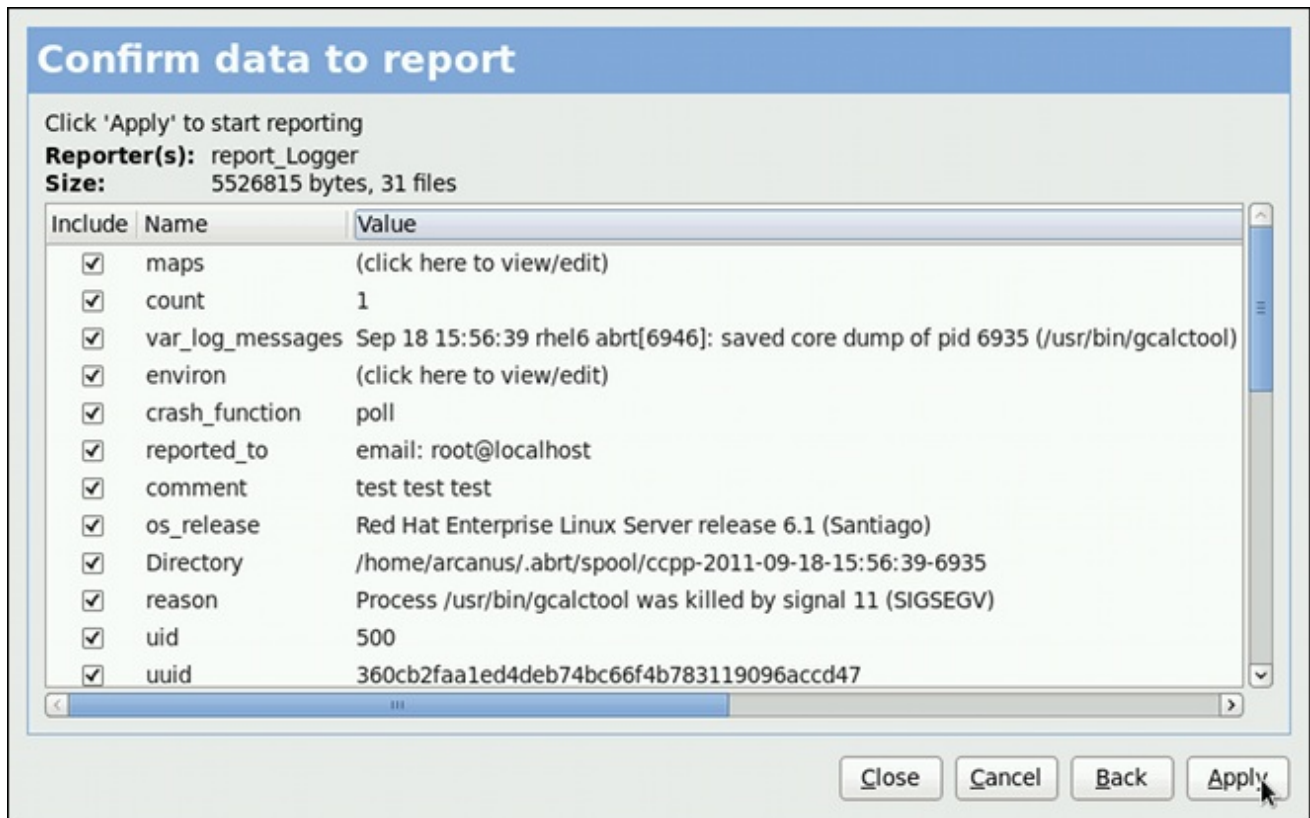 Confirm data to report
Click 'Apply' to start reporting
Reporter(s): report_Logger
Size: 5526815 bytes, 31 files
Include Name Value
maps (click here to view/edit)
count 1
var_log_messages Sep 18 15:56:39 rhel6 abrt[6946]: saved core dump of pid 6935 (/usr/bin/gcalctool)
environ (click here to view/edit)
crash_function poll
reported_to email: root@localhost
comment test test test
os_release Red Hat Enterprise Linux Server release 6.1 (Santiago)
Directory /home/arcanus/.abrt/spool/ccpp-2011-09-18-15:56:39-6935
reason Process /usr/bin/gcalctool was killed by signal 11 (SIGSEGV)
uid 500
uuid 360cb2faa1ed4deb74bc66f4b783119096accd47
Close Cancel Back Apply